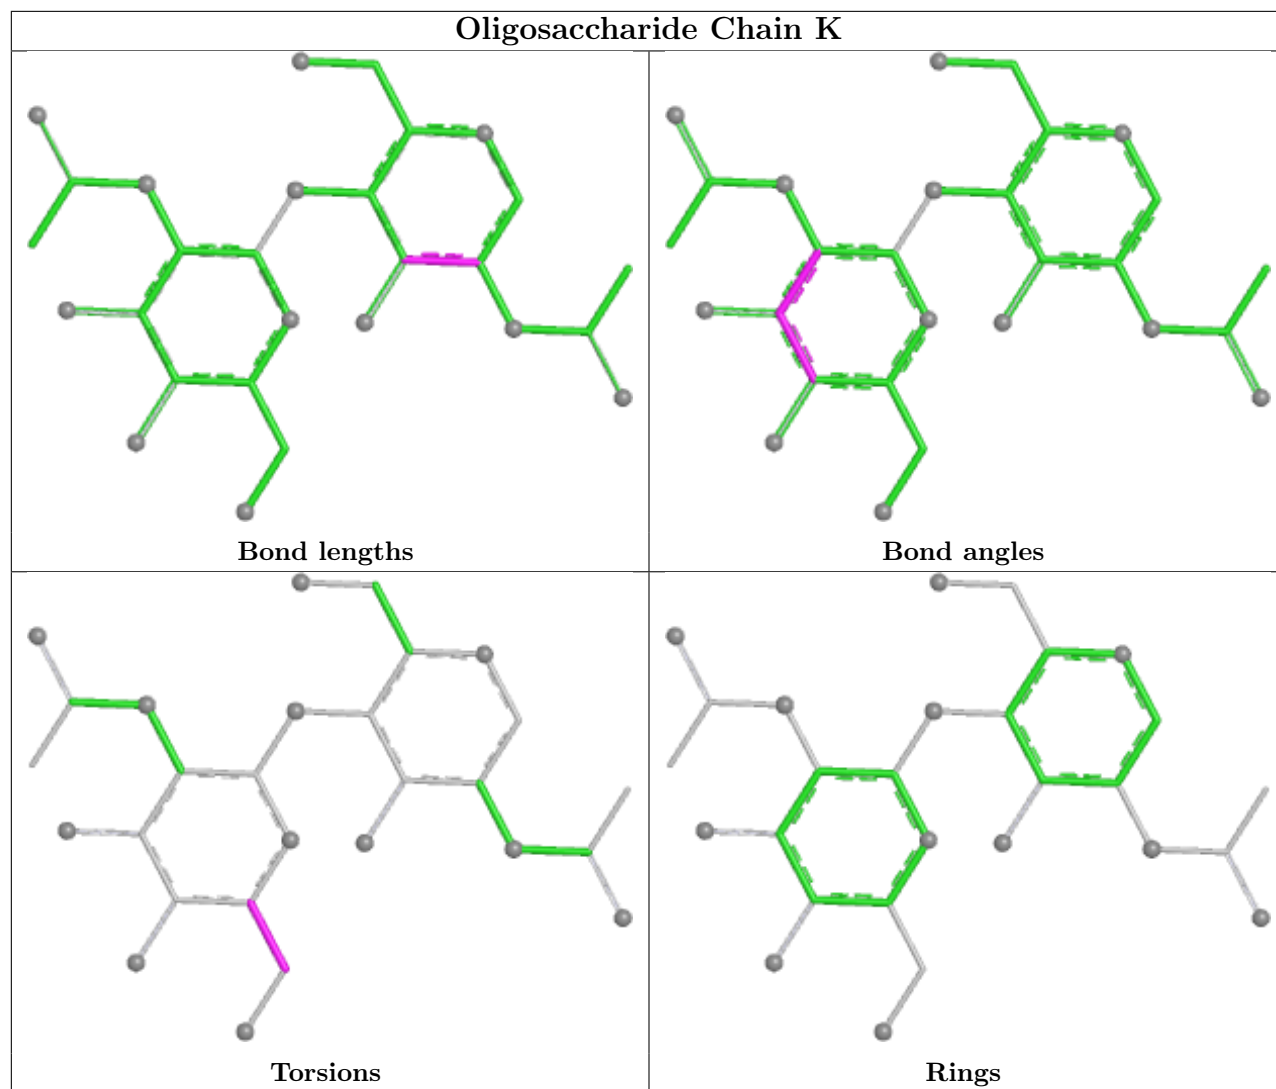 Oligosaccharide Chain K
Bond lengths
Bond angles
Torsions
Rings